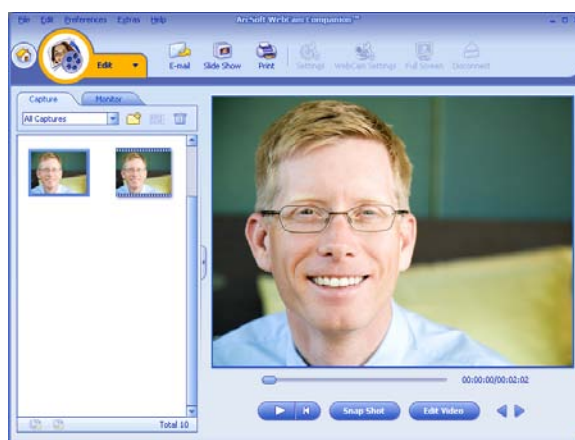 File Edit Preferences Extras Help
ArcSoft WebCam Companion™
Edit
E-mail Slide Show Print Settings WebCam Settings Full Screen Disconnect
Capture Monitor
All Captures
00:00:00/00:02:02
Snap Shot Edit Video
Total 10